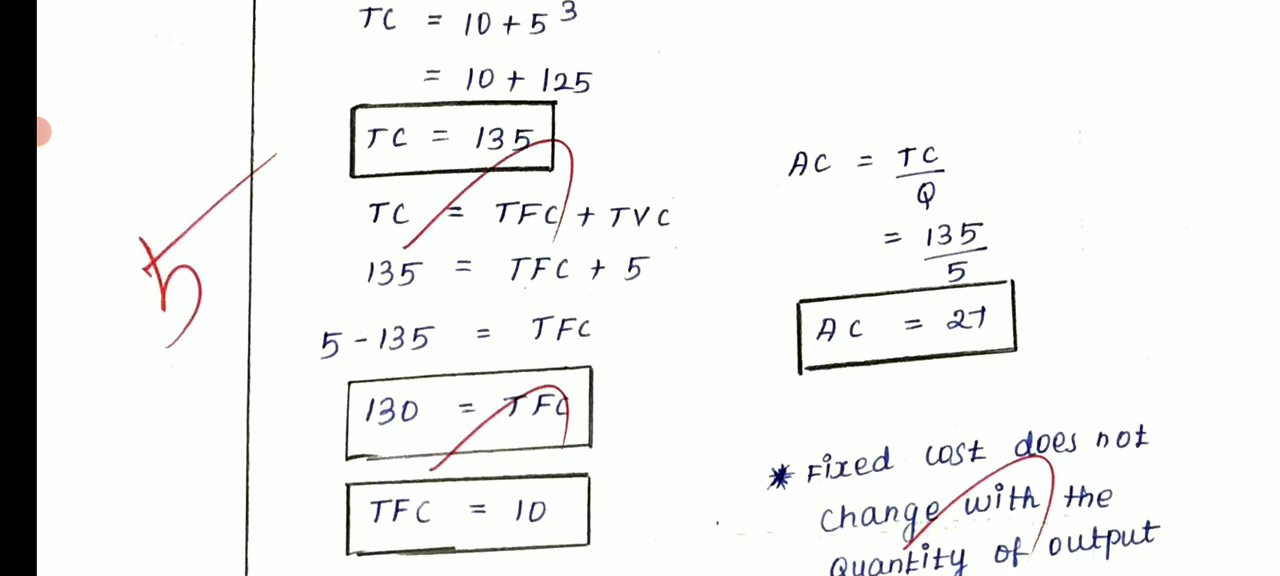 TC = 10 + 5³
= 10 + 125
TC = 135
TC = TFC + TVC
135 = TFC + 5
5 - 135 = TFC
130 = TFC
TFC = 10
5
AC = TC/Q
= 135/5
AC = 27
* Fixed cost does not
change with the
Quantity of output